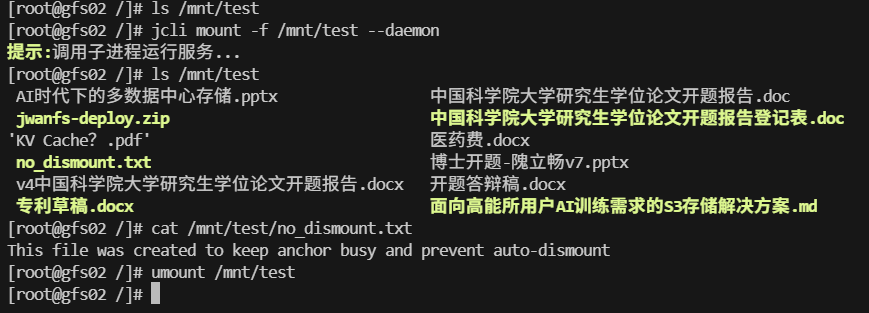 [root@gfs02 /]# ls /mnt/test
[root@gfs02 /]# jcli mount -f /mnt/test --daemon
提示:调用子进程运行服务...
[root@gfs02 /]# ls /mnt/test
AI时代下的多数据中心存储.pptx 中国科学院大学研究生学位论文开题报告.doc
jwanfs-deploy.zip 中国科学院大学研究生学位论文开题报告登记表.doc
'KV Cache? .pdf' 医药费.docx
no_dismount.txt 博士开题-隗立畅v7.pptx
v4中国科学院大学研究生学位论文开题报告.docx 开题答辩稿.docx
专利草稿.docx 面向高能所用户AI训练需求的S3存储解决方案.md
[root@gfs02 /]# cat /mnt/test/no_dismount.txt
This file was created to keep anchor busy and prevent auto-dismount
[root@gfs02 /]# umount /mnt/test
[root@gfs02 /]#